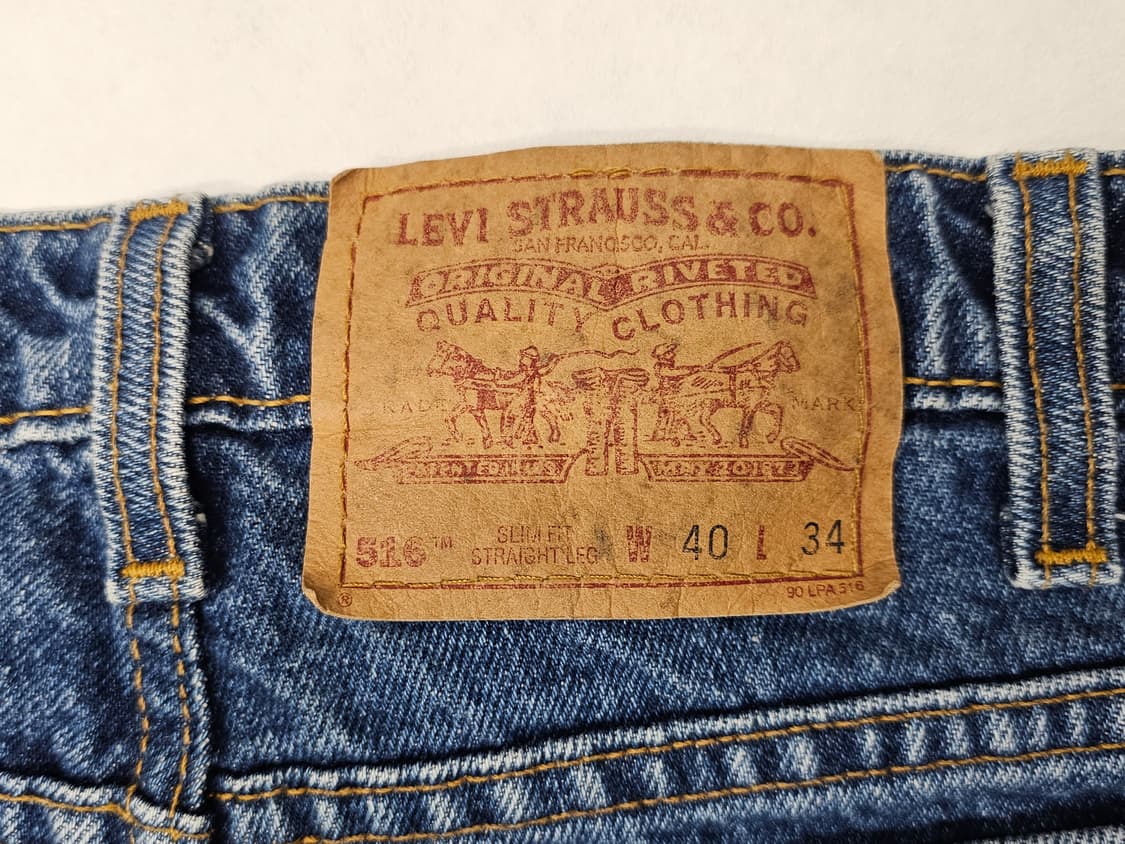 LEVI STRAUSS & CO.
SAN FRANCISCO, CAL.
ORIGINAL RIVETED
QUALITY CLOTHING
TRADE MARK
516™ SLIM FIT STRAIGHT LEG W 40 L 34
® 90 LPA 516